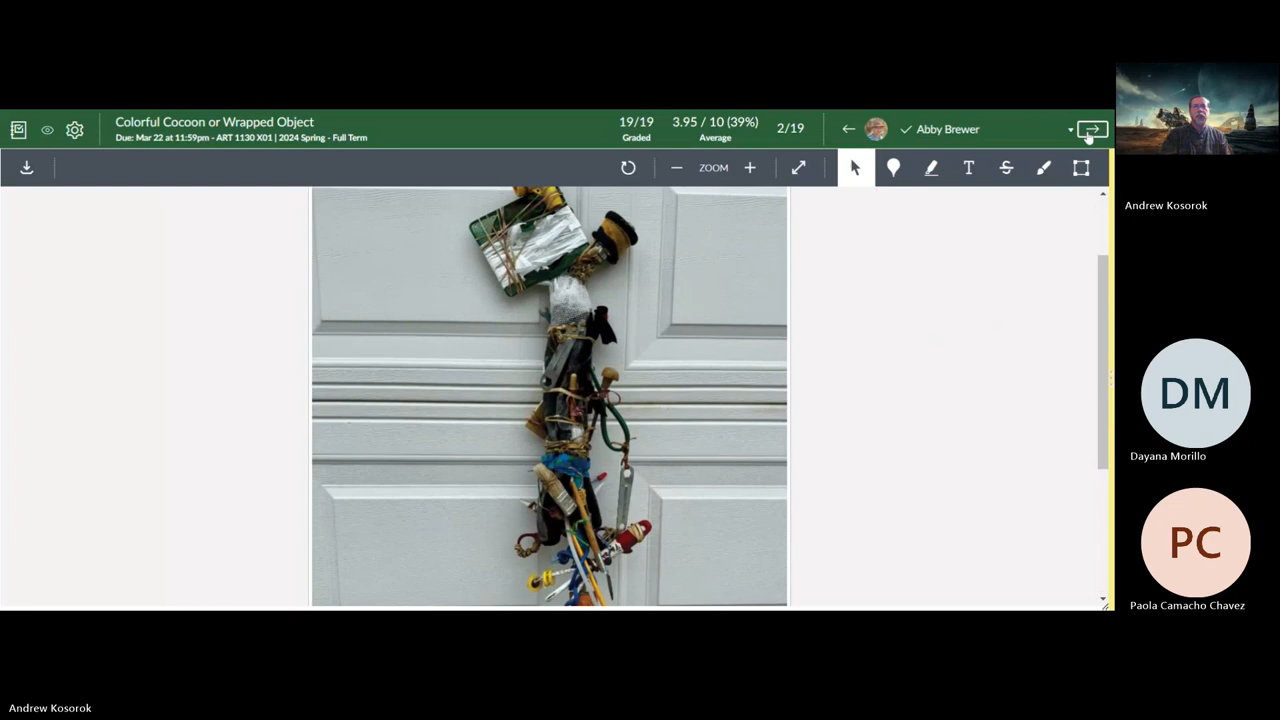 Colorful Cocoon or Wrapped Object
Due: Mar 22 at 11:59pm - ART 1130 X01 | 2024 Spring - Full Term
19/19
Graded
3.95 / 10 (39%)
Average
2/19
Abby Brewer
ZOOM
T
S
Andrew Kosorok
DM
Dayana Morillo
PC
Paola Camacho Chavez
Andrew Kosorok